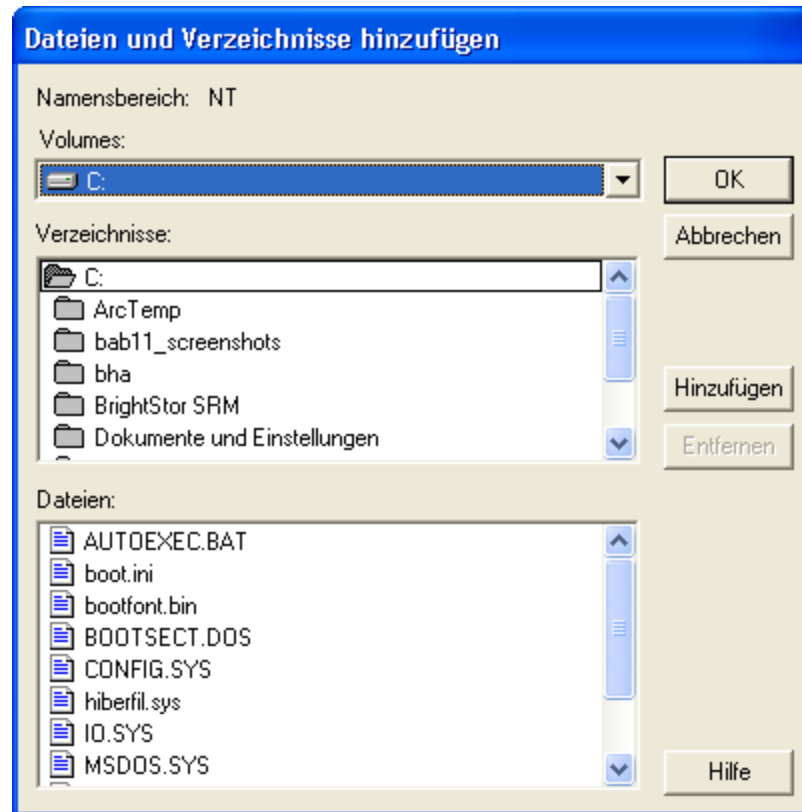 Dateien und Verzeichnisse hinzufügen
Namensbereich: NT
Volumes:
C:
OK
Abbrechen
Verzeichnisse:
C:
ArcTemp
bab11_screenshots
bha
BrightStor SRM
Dokumente und Einstellungen
Hinzufügen
Entfernen
Dateien:
AUTOEXEC.BAT
boot.ini
bootfont.bin
BOOTSECT.DOS
CONFIG.SYS
hiberfil.sys
IO.SYS
MSDOS.SYS
Hilfe